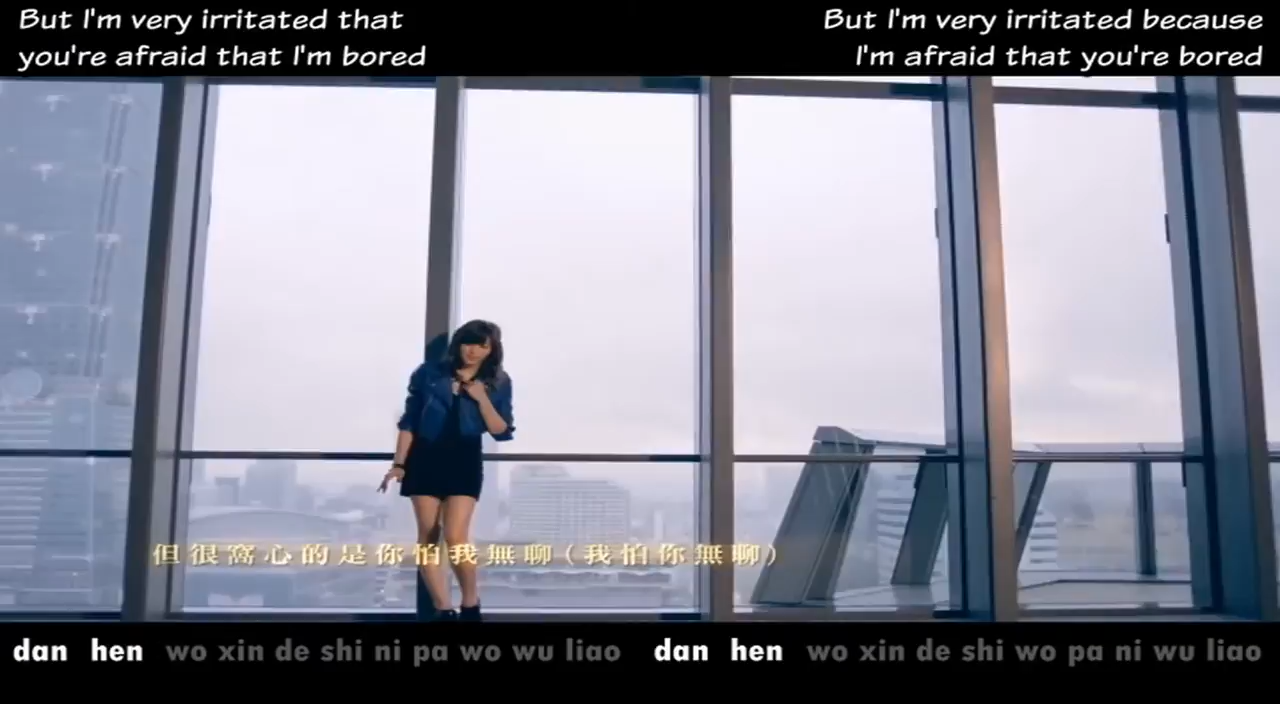 But I'm very irritated that
you're afraid that I'm bored
But I'm very irritated because
I'm afraid that you're bored
但很窩心的是你怕我無聊(我怕你無聊)
dan hen wo xin de shi ni pa wo wu liao
dan hen wo xin de shi wo pa ni wu liao